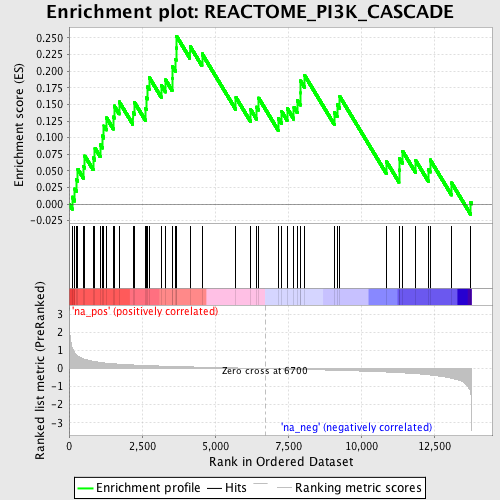 Enrichment plot: REACTOME_PI3K_CASCADE
Enrichment score (ES)
0.250
0.225
0.200
0.175
0.150
0.125
0.100
0.075
0.050
0.025
0.000
-0.025
'na_pos' (positively correlated)
Ranked list metric (PreRanked)
3
2
1
0
-1
-2
-3
Zero cross at 6700
'na_neg' (negatively correlated)
0
2,500
5,000
7,500
10,000
12,500
Rank in Ordered Dataset
Enrichment profile
Hits
Ranking metric scores